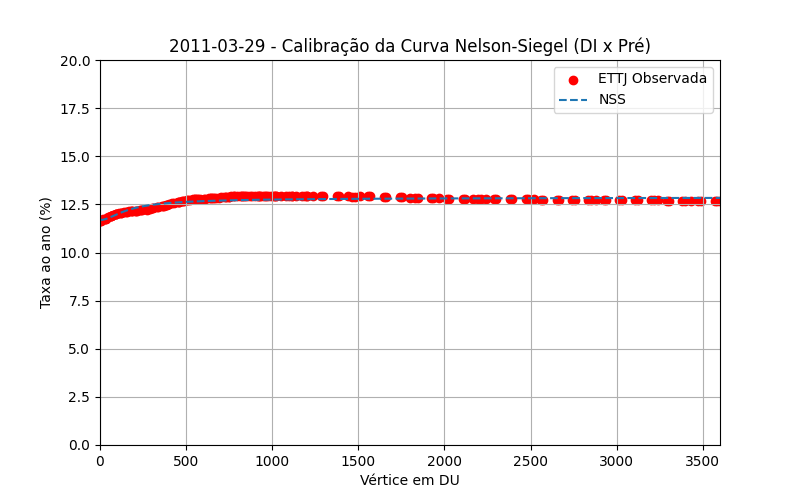 2011-03-29 - Calibração da Curva Nelson-Siegel (DI x Pré)
ETTJ Observada
NSS
Taxa ao ano (%)
20.0
17.5
15.0
12.5
10.0
7.5
5.0
2.5
0.0
0 500 1000 1500 2000 2500 3000 3500
Vértice em DU